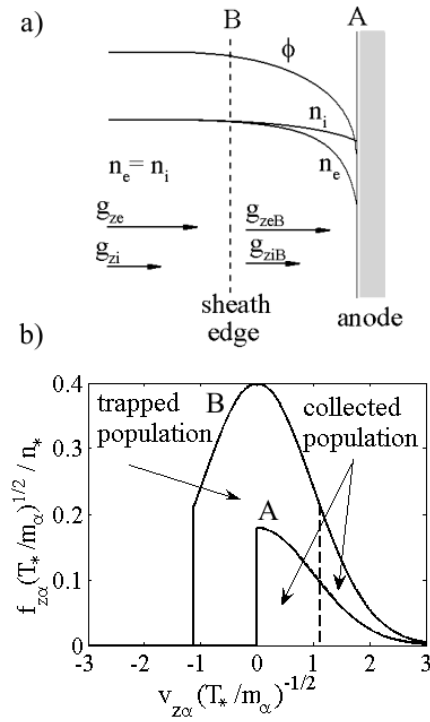 a)
B
A
ϕ
n_i
n_e = n_i
n_e
g_ze
g_zeB
g_zi
g_ziB
sheath
edge
anode
b)
0.4
trapped
population
B
collected
population
0.3
0.2
A
0.1
0
-3 -2 -1 0 1 2 3
f_zα (T_*/m_α)^1/2 / n_*
v_zα (T_*/m_α)^-1/2